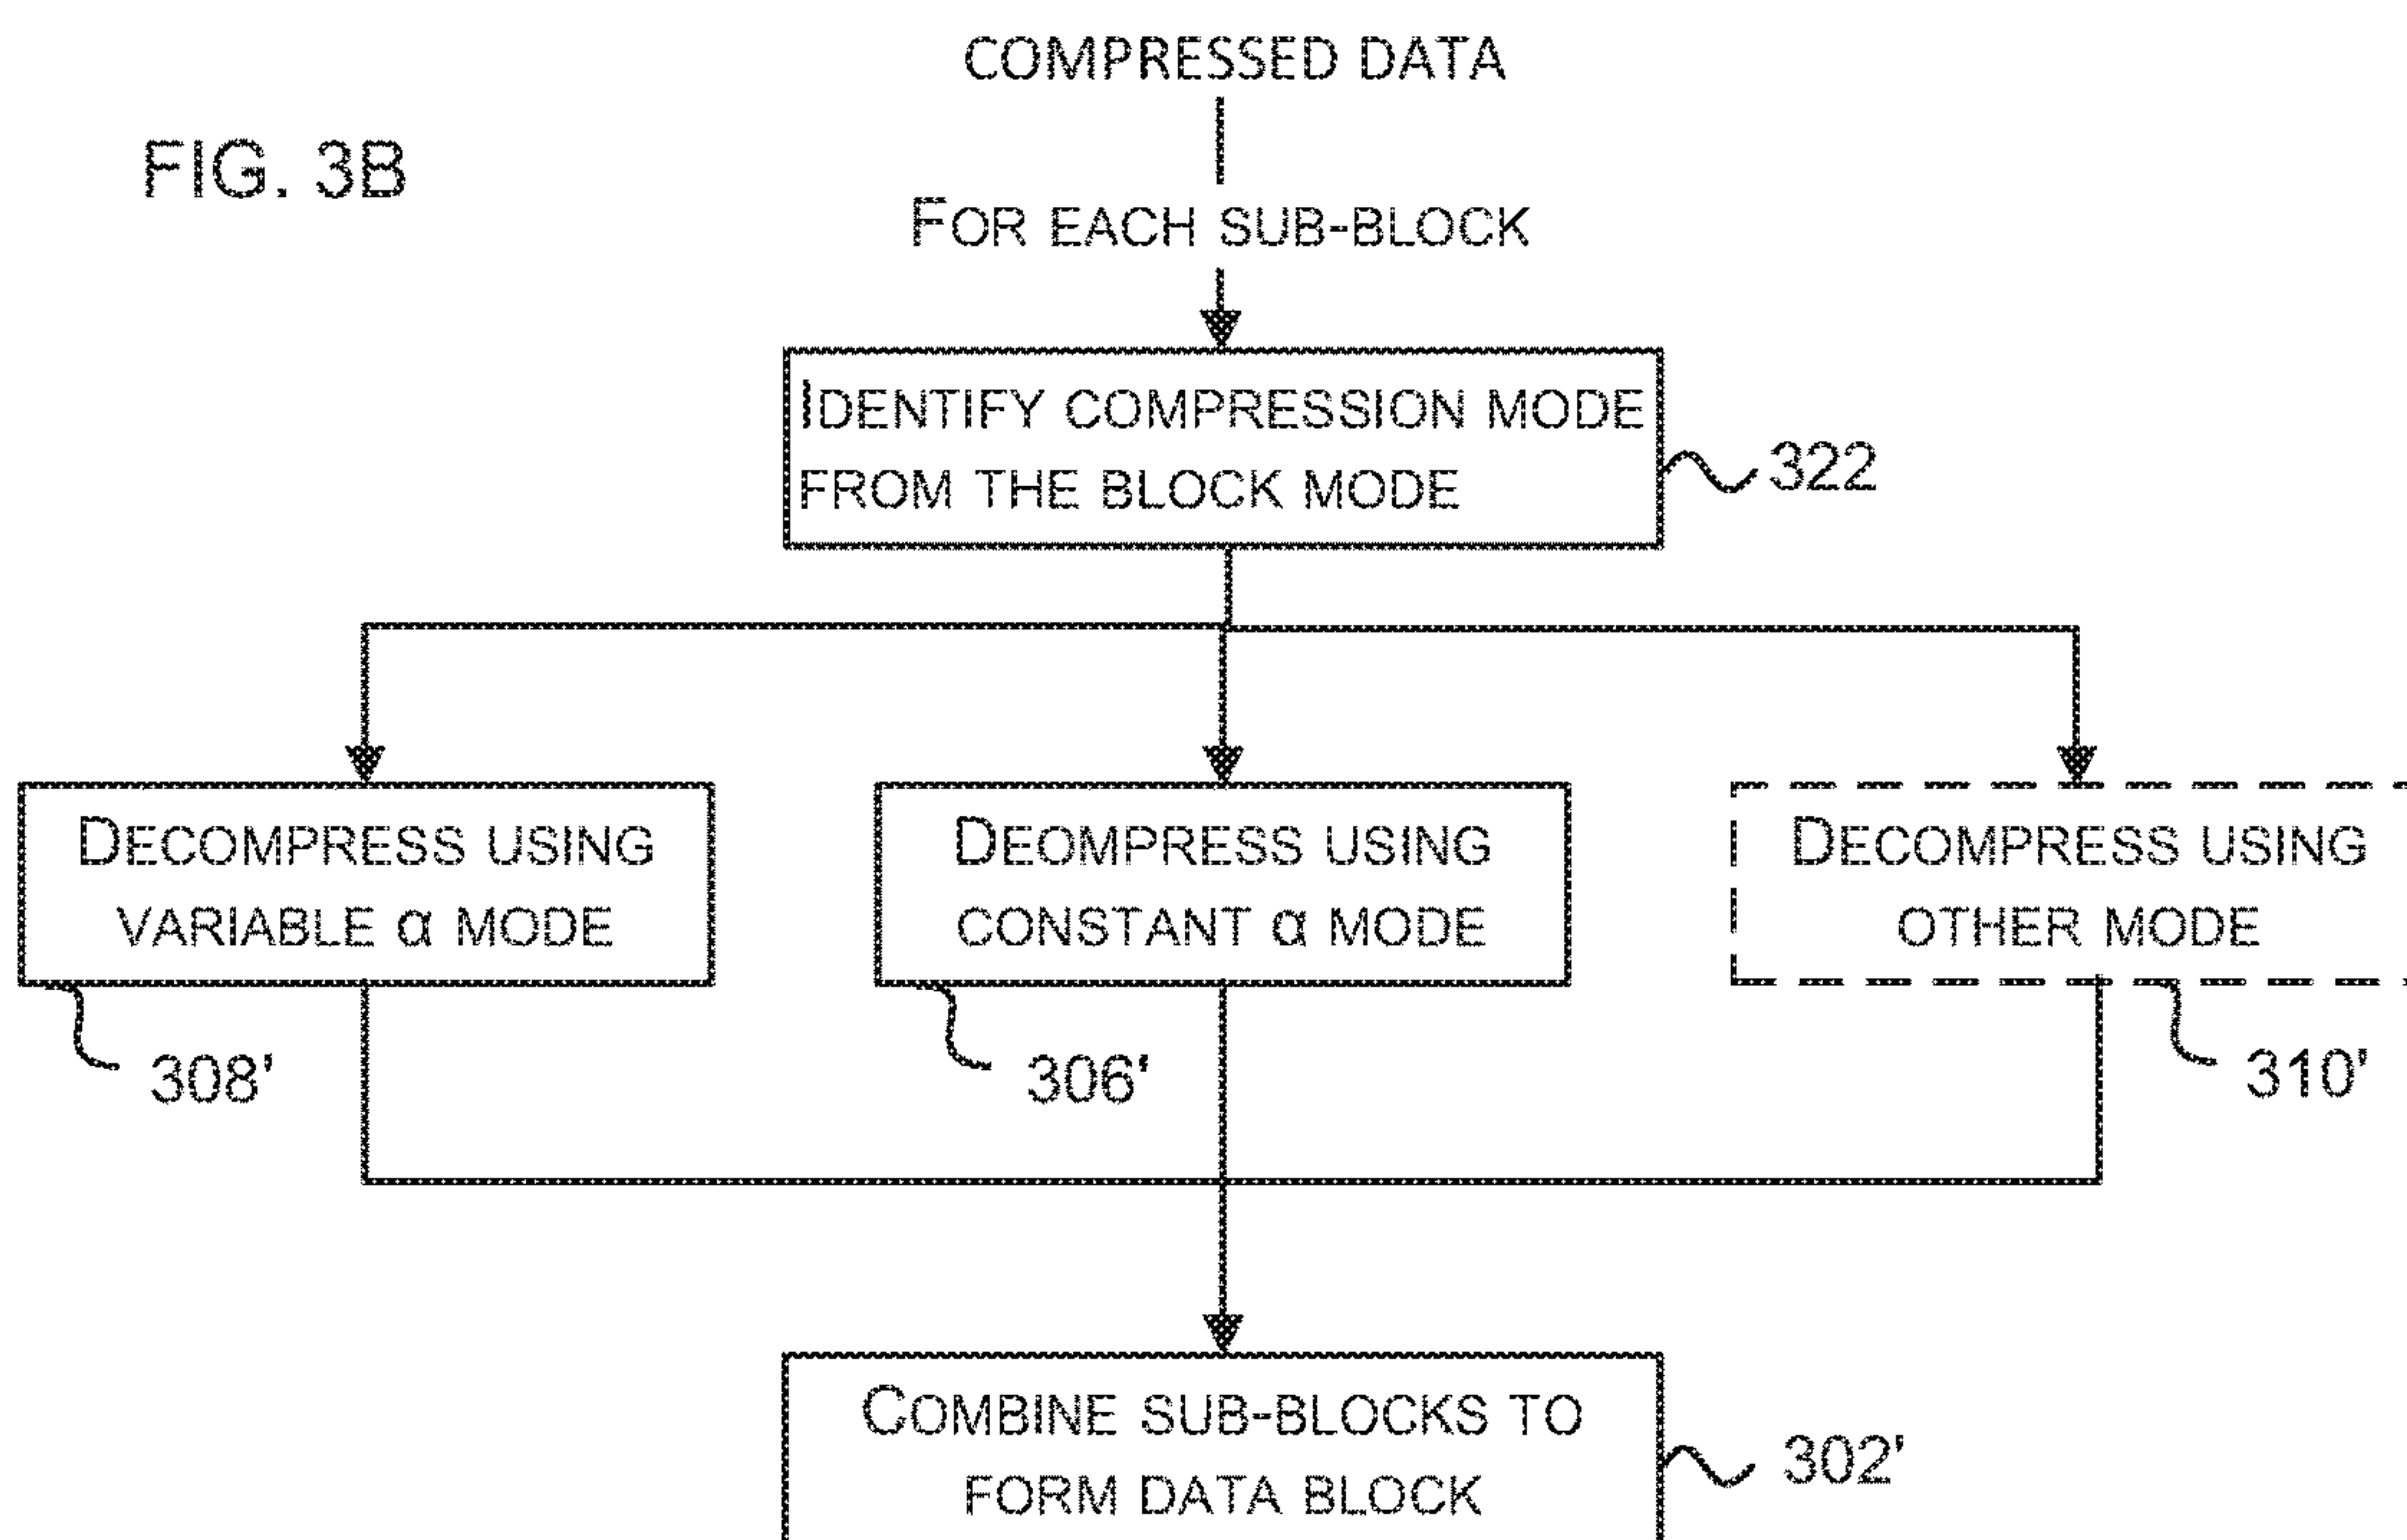 COMPRESSED DATA
FIG. 3B
FOR EACH SUB-BLOCK
IDENTIFY COMPRESSION MODE
FROM THE BLOCK MODE
322
DECOMPRESS USING
VARIABLE α MODE
308'
DEOMPRESS USING
CONSTANT α MODE
306'
DECOMPRESS USING
OTHER MODE
310'
COMBINE SUB-BLOCKS TO
FORM DATA BLOCK
302'